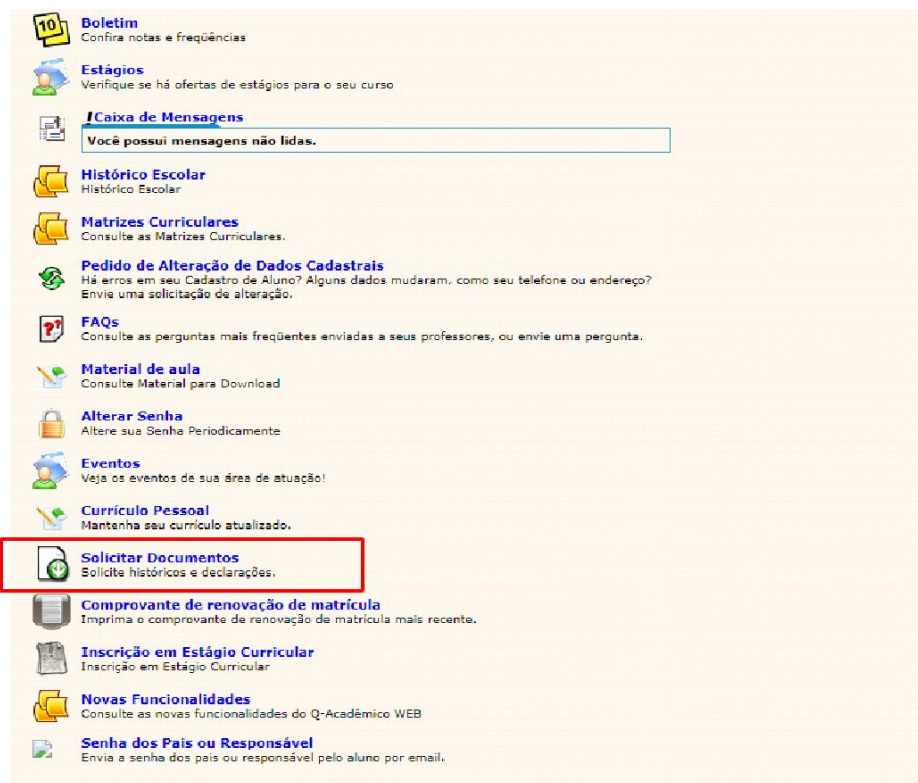 10
Boletim
Confira notas e freqüências
Estágios
Verifique se há ofertas de estágios para o seu curso
!Caixa de Mensagens
Você possui mensagens não lidas.
Histórico Escolar
Histórico Escolar
Matrizes Curriculares
Consulte as Matrizes Curriculares.
Pedido de Alteração de Dados Cadastrais
Há erros em seu Cadastro de Aluno? Alguns dados mudaram, como seu telefone ou endereço?
Envie uma solicitação de alteração.
??
FAQs
Consulte as perguntas mais freqüentes enviadas a seus professores, ou envie uma pergunta.
Material de aula
Consulte Material para Download
Alterar Senha
Altere sua Senha Periodicamente
Eventos
Veja os eventos de sua área de atuação!
Currículo Pessoal
Mantenha seu currículo atualizado.
Solicitar Documentos
Solicite históricos e declarações.
Comprovante de renovação de matrícula
Imprima o comprovante de renovação de matrícula mais recente.
Inscrição em Estágio Curricular
Inscrição em Estágio Curricular
Novas Funcionalidades
Consulte as novas funcionalidades do Q-Acadêmico WEB
Senha dos Pais ou Responsável
Envia a senha dos pais ou responsável pelo aluno por email.